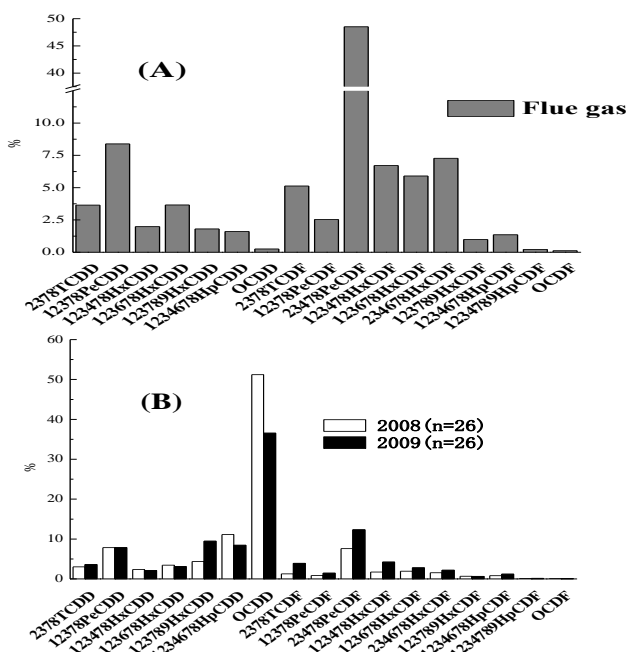 50
45
40
10.0
7.5
5.0
2.5
0.0
%
(A)
Flue gas
2378TCDD
12378PeCDD
123478HxCDD
123678HxCDD
123789HxCDD
1234678HpCDD
OCDD
2378TCDF
12378PeCDF
23478PeCDF
123478HxCDF
123678HxCDF
234678HxCDF
123789HxCDF
1234678HpCDF
1234789HpCDF
OCDF
60
50
40
30
20
10
0
%
(B)
2008(n=26)
2009(n=26)
2378TCDD
12378PeCDD
123478HxCDD
123678HxCDD
123789HxCDD
1234678HpCDD
OCDD
2378TCDF
12378PeCDF
23478PeCDF
123478HxCDF
123678HxCDF
234678HxCDF
123789HxCDF
1234678HpCDF
1234789HpCDF
OCDF